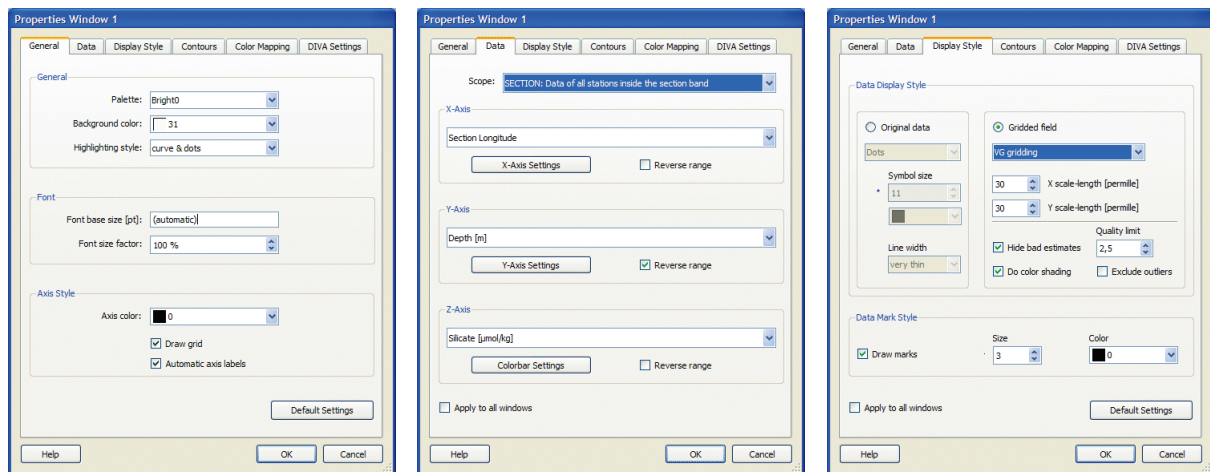 Properties Window 1
General Data Display Style Contours Color Mapping DIVA Settings
General
Palette: Bright0
Background color: 31
Highlighting style: curve & dots
Font
Font base size [pt]: (automatic)
Font size factor: 100 %
Axis Style
Axis color: 0
Draw grid
Automatic axis labels
Default Settings
Help OK Cancel
Properties Window 1
General Data Display Style Contours Color Mapping DIVA Settings
Scope: SECTION: Data of all stations inside the section band
X-Axis
Section Longitude
X-Axis Settings Reverse range
Y-Axis
Depth [m]
Y-Axis Settings Reverse range
Z-Axis
Silicate [µmol/kg]
Colorbar Settings Reverse range
Apply to all windows
Help OK Cancel
Properties Window 1
General Data Display Style Contours Color Mapping DIVA Settings
Data Display Style
Original data
Dots
Symbol size
11
Line width
very thin
Gridded field
VG gridding
30 X scale-length [permille]
30 Y scale-length [permille]
Quality limit
Hide bad estimates 2,5
Do color shading Exclude outliers
Data Mark Style
Size Color
Draw marks 3 0
Apply to all windows Default Settings
Help OK Cancel